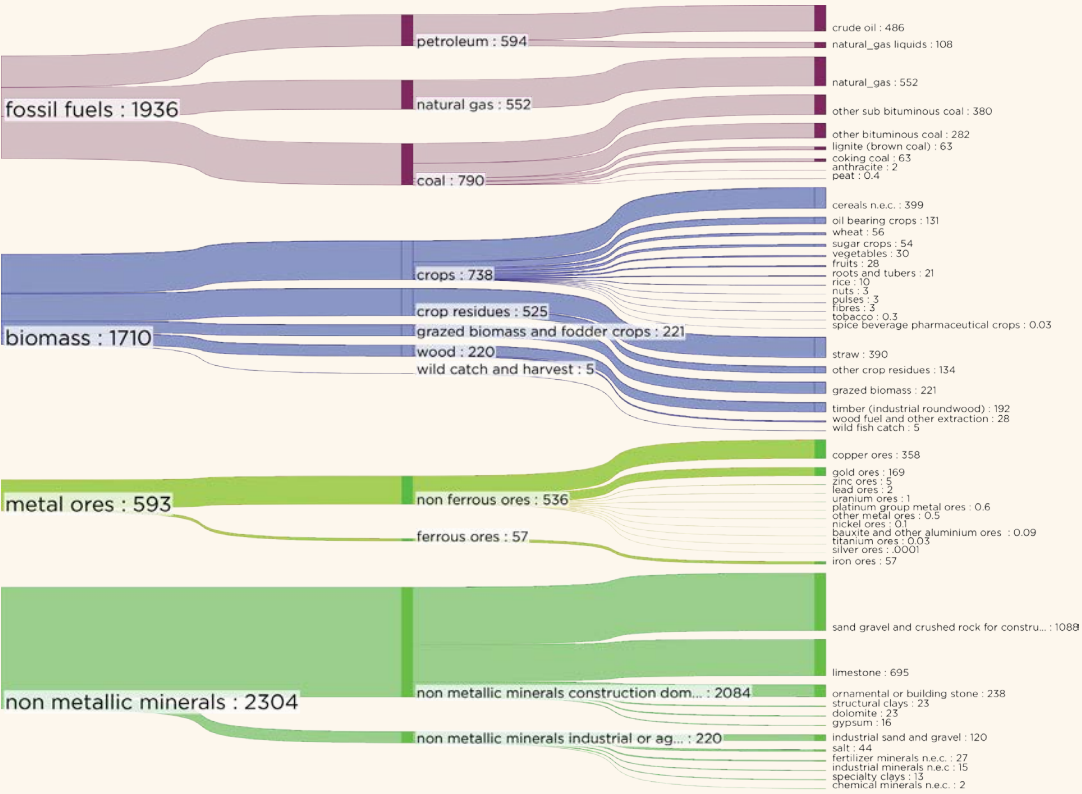 fossil fuels : 1936
biomass : 1710
metal ores : 593
non metallic minerals : 2304
petroleum : 594
natural gas : 552
coal : 790
crops : 738
crop residues : 525
grazed biomass and fodder crops : 221
wood : 220
wild catch and harvest : 5
non ferrous ores : 536
ferrous ores : 57
non metallic minerals construction dom... : 2084
non metallic minerals industrial or ag... : 220
crude oil : 486
natural_gas liquids : 108
natural_gas : 552
other sub bituminous coal : 380
other bituminous coal : 282
lignite (brown coal) : 63
coking coal : 63
anthracite : 2
peat : 0.4
cereals n.e.c. : 399
oil bearing crops : 131
wheat : 56
sugar crops : 54
vegetables : 30
fruits : 28
roots and tubers : 21
rice : 10
nuts : 3
pulses : 3
fibres : 3
tobacco : 0.3
spice beverage pharmaceutical crops : 0.03
straw : 390
other crop residues : 134
grazed biomass : 221
timber (industrial roundwood) : 192
wood fuel and other extraction : 28
wild fish catch : 5
copper ores : 358
gold ores : 169
zinc ores : 5
lead ores : 2
uranium ores : 1
platinum group metal ores : 0.6
other metal ores : 0.5
nickel ores : 0.1
bauxite and other aluminium ores : 0.09
titanium ores : 0.03
silver ores : .0001
iron ores : 57
sand gravel and crushed rock for constru... : 1088
limestone : 695
ornamental or building stone : 238
structural clays : 23
dolomite : 23
gypsum : 16
industrial sand and gravel : 120
salt : 44
fertilizer minerals n.e.c. : 27
industrial minerals n.e.c : 15
specialty clays : 13
chemical minerals n.e.c. : 2